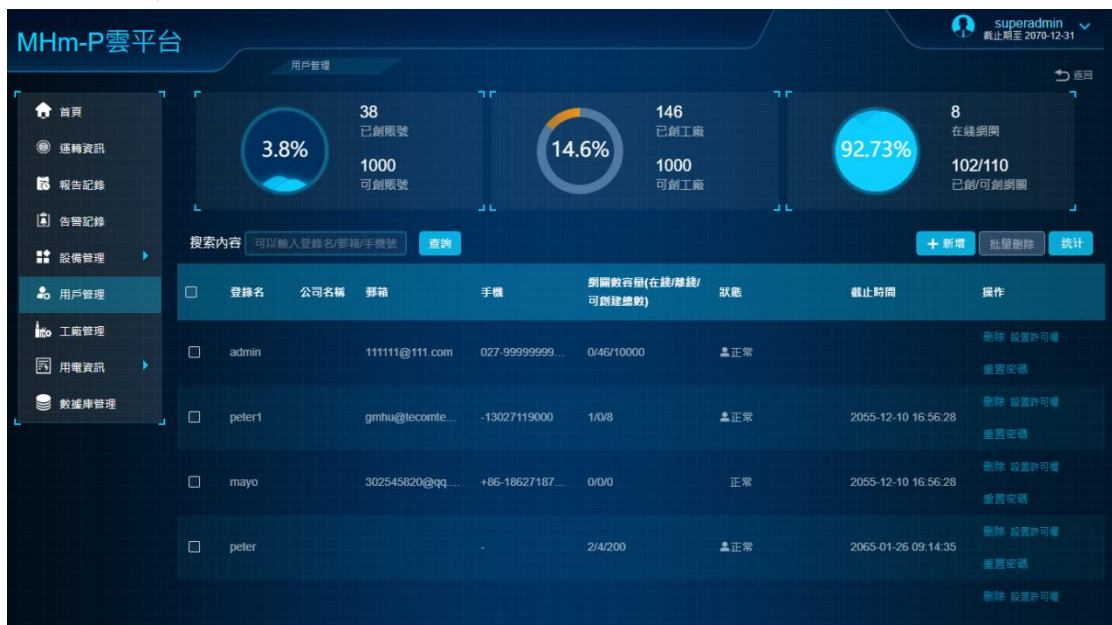 MHm-P雲平台
superadmin
截止期至 2070-12-31
用戶管理
返回
首頁
運轉資訊
報告記錄
告警記錄
設備管理
用戶管理
工廠管理
用電資訊
數據庫管理
3.8%
38
已創賬號
1000
可創賬號
14.6%
146
已創工廠
1000
可創工廠
92.73%
8
在綫網関
102/110
已創/可創網關
搜索内容 可以輸入登錄名/郵箱/手機號 查詢
+ 新增 批量刪除 统计
登錄名 公司名稱 郵箱 手機 網關數容量(在綫/離綫/可創建總數) 狀態 截止時間 操作
admin 111111@111.com 027-99999999... 0/46/10000 正常 刪除 設置許可權
重置密碼
peter1 gmhu@tecomte... -13027119000 1/0/8 正常 2055-12-10 16:56:28 刪除 設置許可權
重置密碼
mayo 302545820@qq.... +86-18627187... 0/0/0 正常 2055-12-10 16:56:28 刪除 設置許可權
重置密碼
peter - 2/4/200 正常 2065-01-26 09:14:35 刪除 設置許可權
重置密碼
刪除 設置許可權